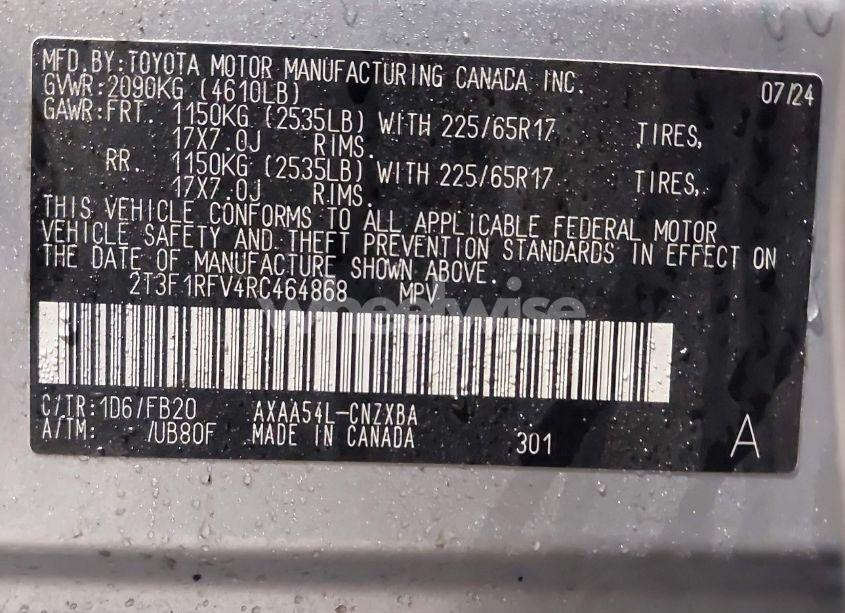 MFD.BY:TOYOTA MOTOR MANUFACTURING CANADA INC.
GVWR:2090KG (4610LB) 07/24
GAWR:FRT. 1150KG (2535LB) WITH 225/65R17 TIRES,
17X7.0J RIMS.
RR. 1150KG (2535LB) WITH 225/65R17 TIRES,
17X7.0J RIMS.
THIS VEHICLE CONFORMS TO ALL APPLICABLE FEDERAL MOTOR
VEHICLE SAFETY AND THEFT PREVENTION STANDARDS IN EFFECT ON
THE DATE OF MANUFACTURE SHOWN ABOVE.
2T3F1RFV4RC464868 MPV
wheelwise
C/TR:1D6/FB20 AXAA54L-CNZXBA
A/TM: /UB80F MADE IN CANADA 301 A